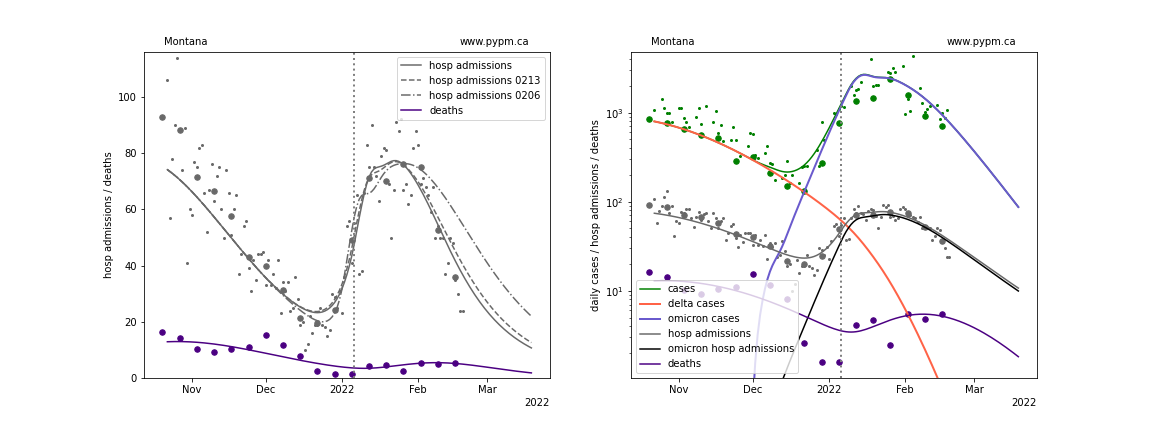 Montana www.pypm.ca
hosp admissions
hosp admissions 0213
hosp admissions 0206
deaths
hosp admissions / deaths
100
80
60
40
20
0
Nov Dec 2022 Feb Mar
2022
Montana www.pypm.ca
daily cases / hosp admissions / deaths
10³
10²
10¹
cases
delta cases
omicron cases
hosp admissions
omicron hosp admissions
deaths
Nov Dec 2022 Feb Mar
2022